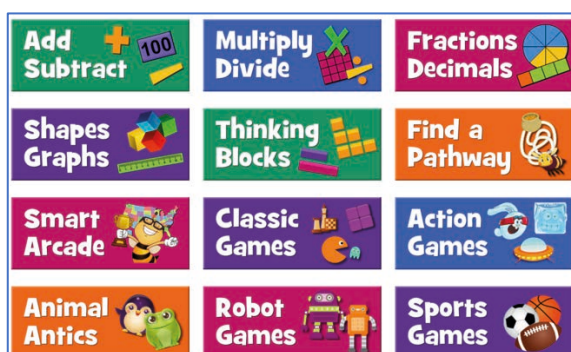 Add
Subtract
100
Multiply
Divide
Fractions
Decimals
Shapes
Graphs
Thinking
Blocks
Find a
Pathway
Smart
Arcade
Classic
Games
Action
Games
Animal
Antics
Robot
Games
Sports
Games